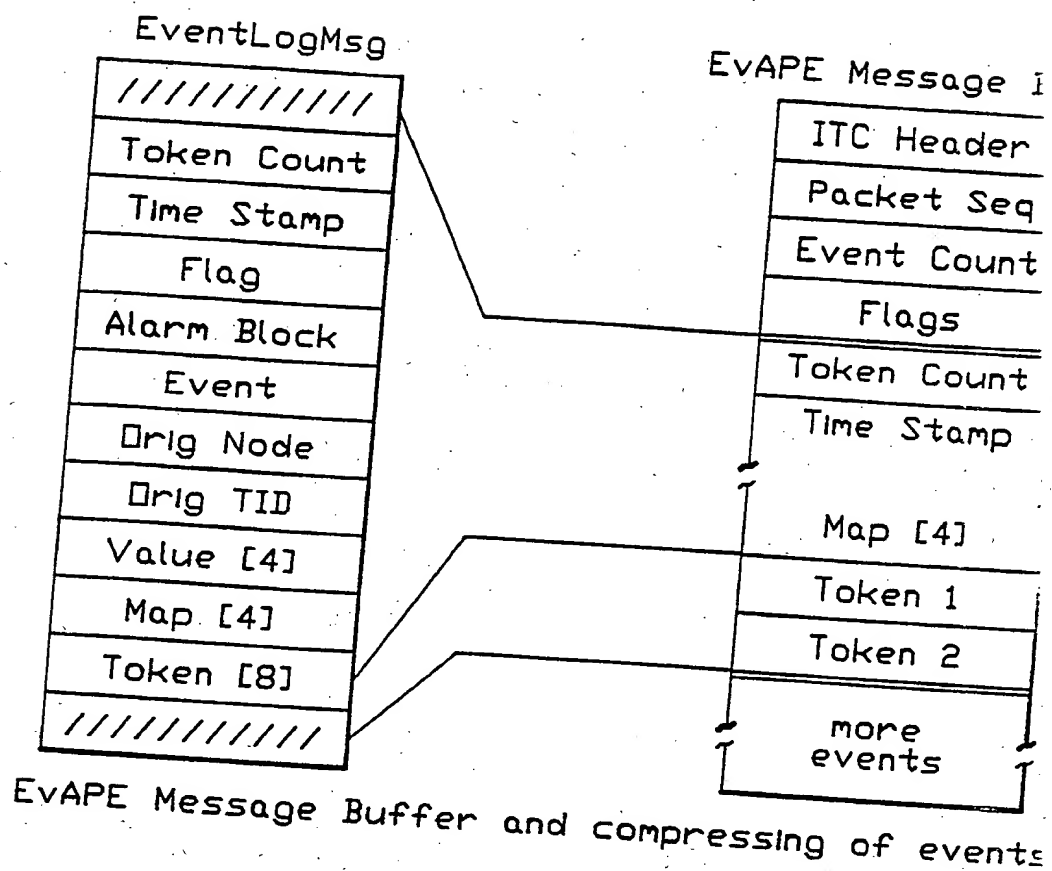 EventLogMsg
///////////
Token Count
Time Stamp
Flag
Alarm Block
Event
Orig Node
Orig TID
Value [4]
Map [4]
Token [8]
///////////
EvAPE Message
ITC Header
Packet Seq
Event Count
Flags
Token Count
Time Stamp
Map [4]
Token 1
Token 2
more
events
EvAPE Message Buffer and compressing of events